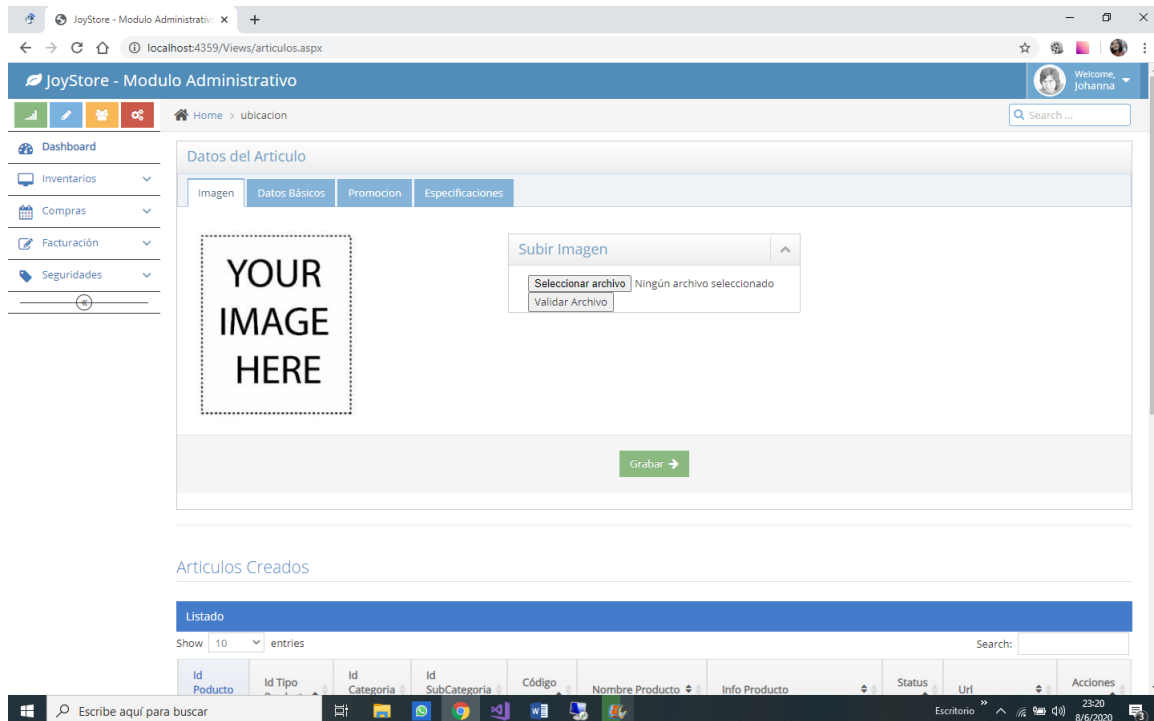 JoyStore - Modulo Administrativo
localhost:4359/Views/articulos.aspx
JoyStore - Modulo Administrativo
Welcome,
Johanna
Home > ubicacion
Search ...
Dashboard
Inventarios
Compras
Facturación
Seguridades
Datos del Articulo
Imagen Datos Básicos Promocion Especificaciones
YOUR
IMAGE
HERE
Subir Imagen
Seleccionar archivo Ningún archivo seleccionado
Validar Archivo
Grabar
Articulos Creados
Listado
Show 10 entries
Search:
Id Poducto
Id Tipo
Id Categoria
Id SubCategoria
Código
Nombre Producto
Info Producto
Status
Url
Acciones
Escribe aquí para buscar
Escritorio
23:20
8/6/2020
3